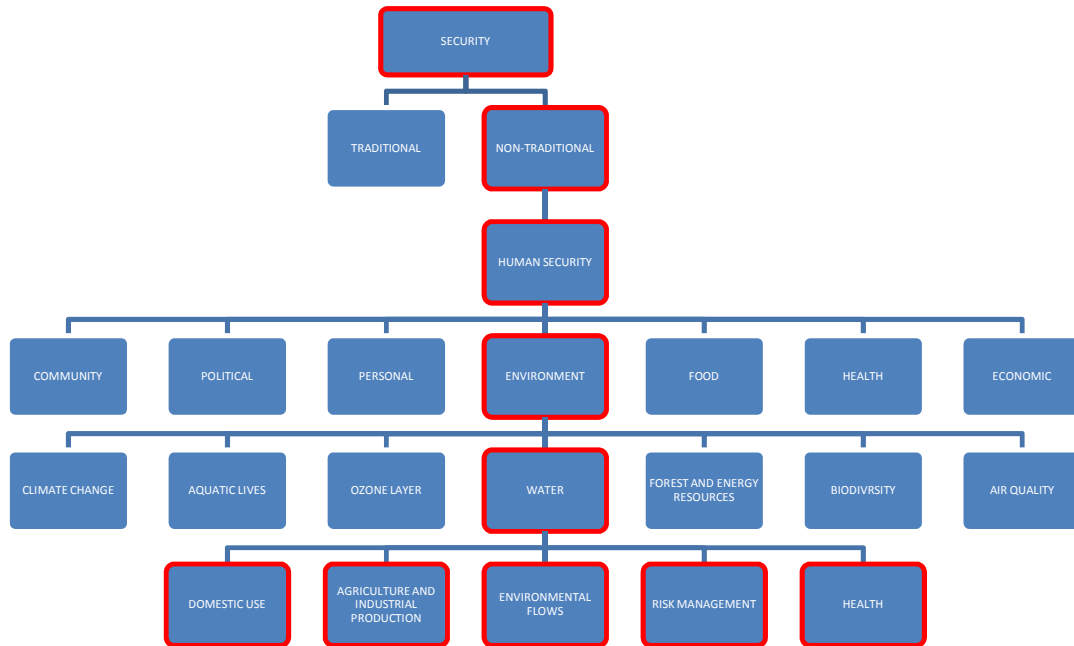 SECURITY
TRADITIONAL
NON-TRADITIONAL
HUMAN SECURITY
COMMUNITY
POLITICAL
PERSONAL
ENVIRONMENT
FOOD
HEALTH
ECONOMIC
CLIMATE CHANGE
AQUATIC LIVES
OZONE LAYER
WATER
FOREST AND ENERGY
RESOURCES
BIODIVRSITY
AIR QUALITY
DOMESTIC USE
AGRICULTURE AND
INDUSTRIAL
PRODUCTION
ENVIRONMENTAL
FLOWS
RISK MANAGEMENT
HEALTH